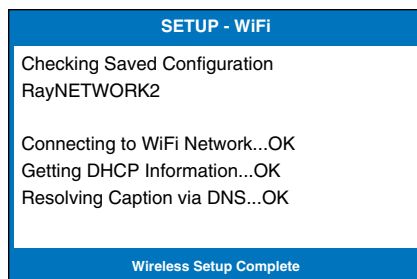 SETUP - WiFi
Checking Saved Configuration
RayNETWORK2
Connecting to WiFi Network...OK
Getting DHCP Information...OK
Resolving Caption via DNS...OK
Wireless Setup Complete